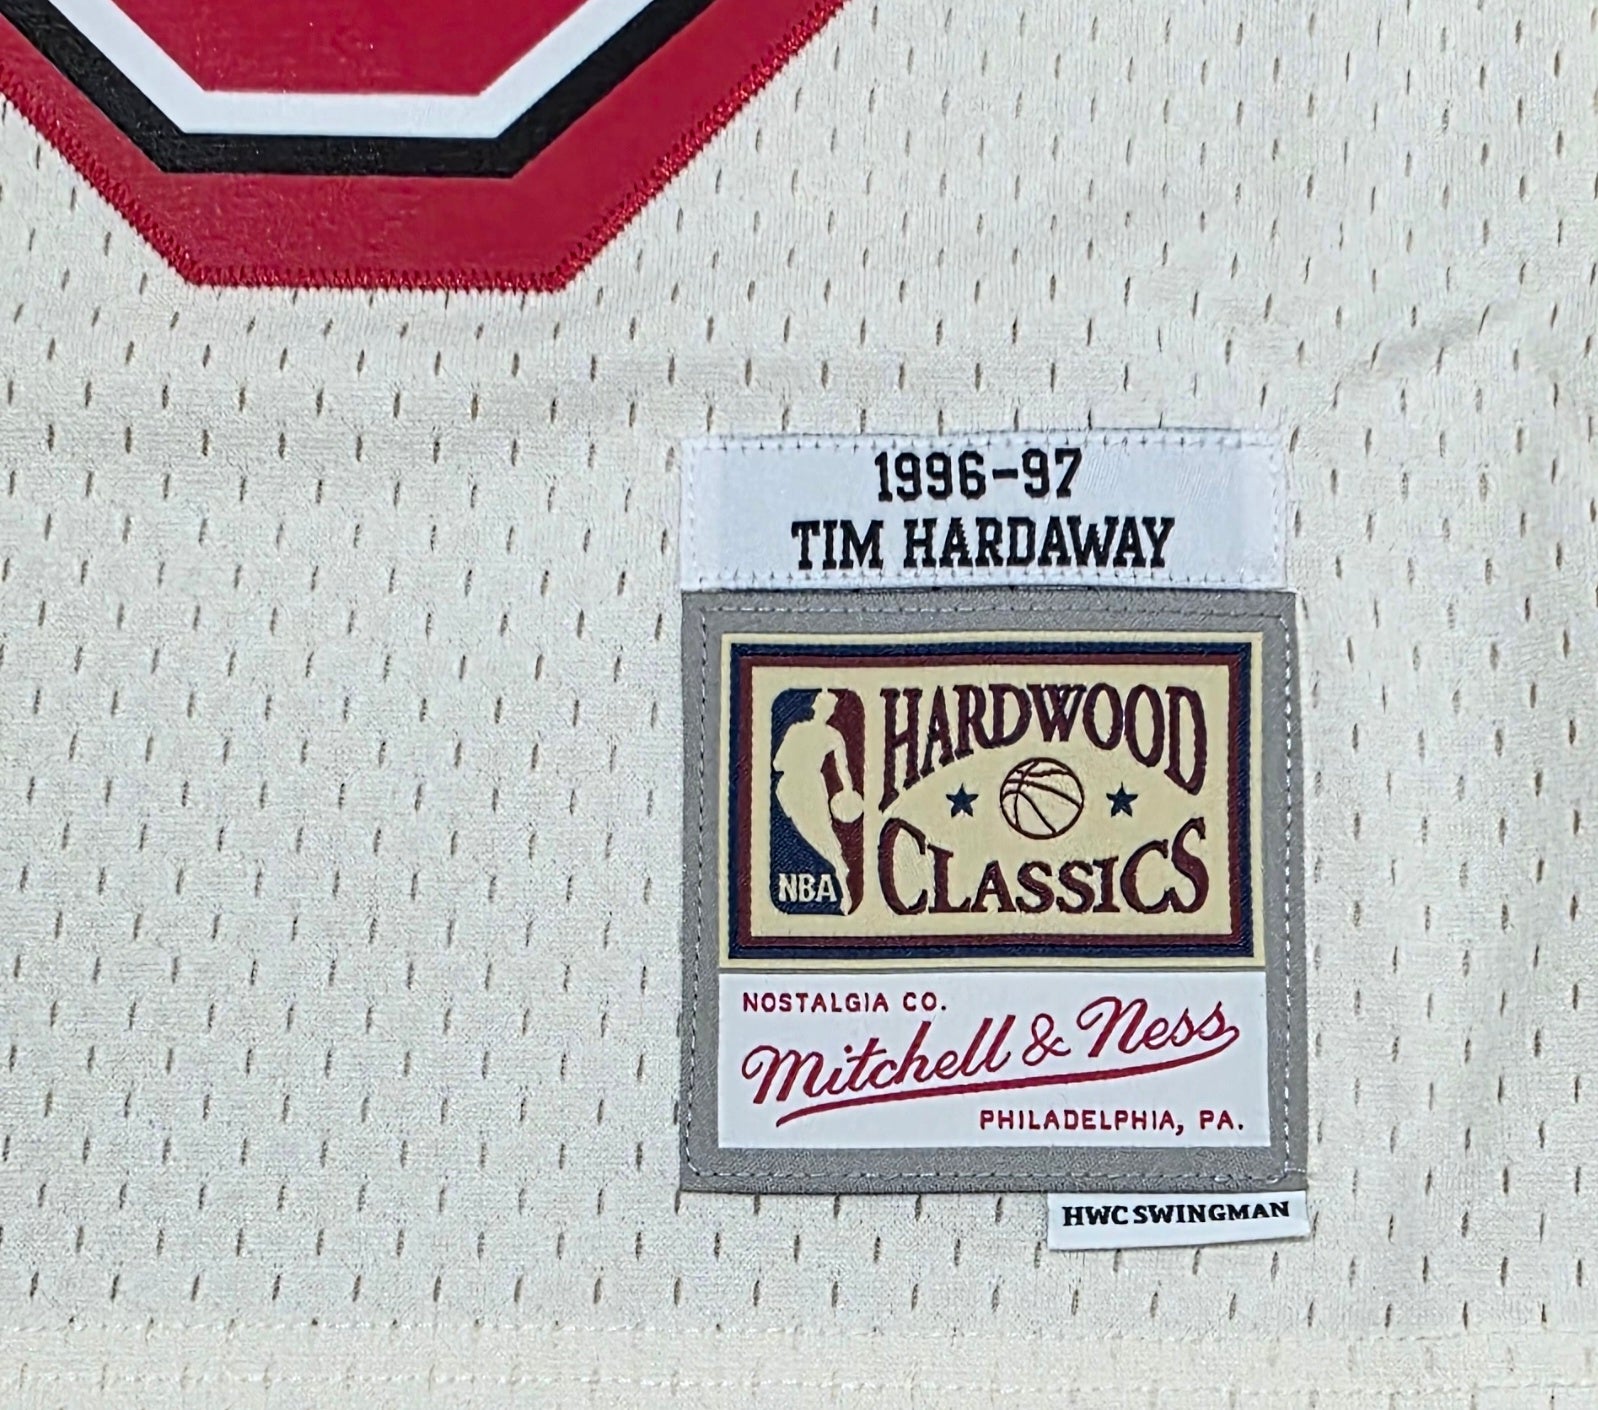 1996-97
TIM HARDAWAY
HARDWOOD
CLASSICS
NBA
NOSTALGIA CO.
Mitchell & Ness
PHILADELPHIA, PA.
HWC SWINGMAN